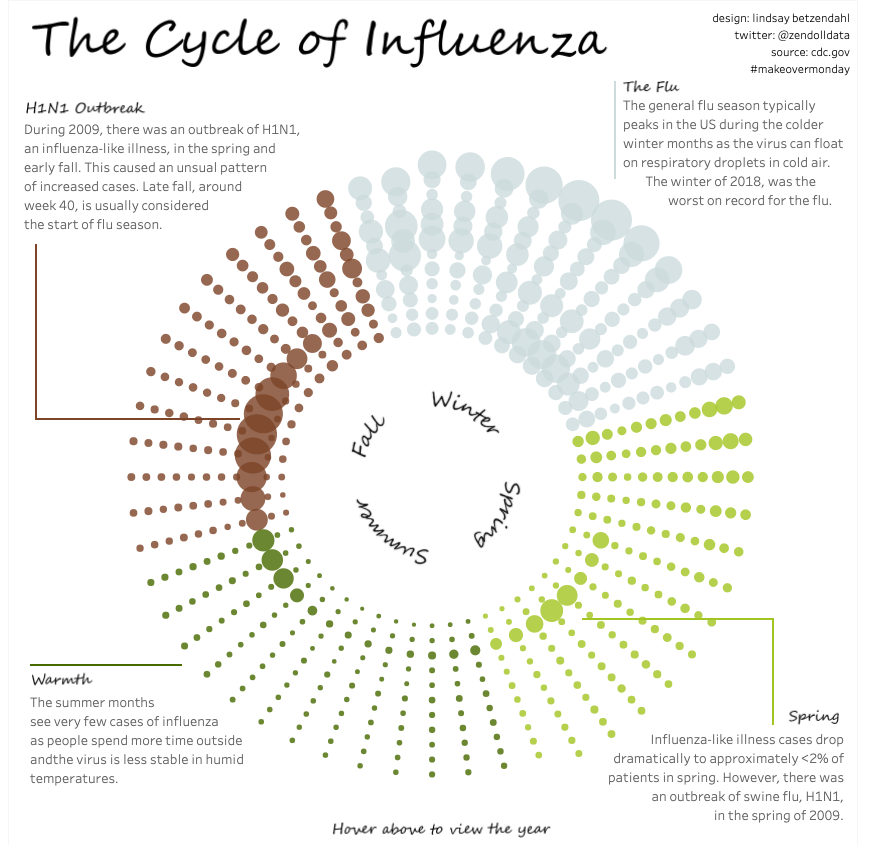 The Cycle of Influenza
design: lindsay betzendahl
twitter: @zendolldata
source: cdc.gov
#makeovermonday
H1N1 Outbreak
During 2009, there was an outbreak of H1N1,
an influenza-like illness, in the spring and
early fall. This caused an unsual pattern
of increased cases. Late fall, around
week 40, is usually considered
the start of flu season.
The Flu
The general flu season typically
peaks in the US during the colder
winter months as the virus can float
on respiratory droplets in cold air.
The winter of 2018, was the
worst on record for the flu.
Winter
Fall
Spring
Summer
Warmth
The summer months
see very few cases of influenza
as people spend more time outside
andthe virus is less stable in humid
temperatures.
Spring
Influenza-like illness cases drop
dramatically to approximately <2% of
patients in spring. However, there was
an outbreak of swine flu, H1N1,
in the spring of 2009.
Hover above to view the year